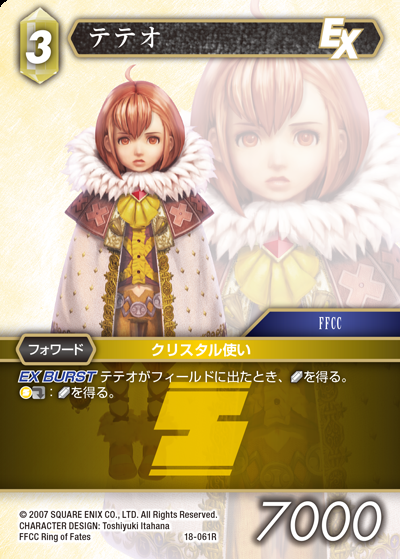 3
テテオ
EX
FFCC
フォワード
クリスタル使い
EX BURST テテオがフィールドに出たとき、を得る。
：を得る。
© 2007 SQUARE ENIX CO., LTD. All Rights Reserved.
CHARACTER DESIGN: Toshiyuki Itahana
FFCC Ring of Fates
18-061R
7000